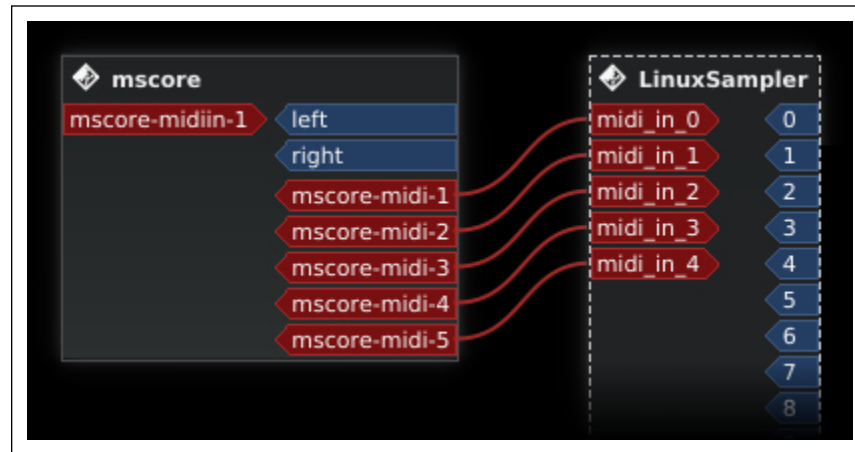 mscore
mscore-midiin-1 left
right
mscore-midi-1
mscore-midi-2
mscore-midi-3
mscore-midi-4
mscore-midi-5
LinuxSampler
midi_in_0 0
midi_in_1 1
midi_in_2 2
midi_in_3 3
midi_in_4 4
5
6
7
8